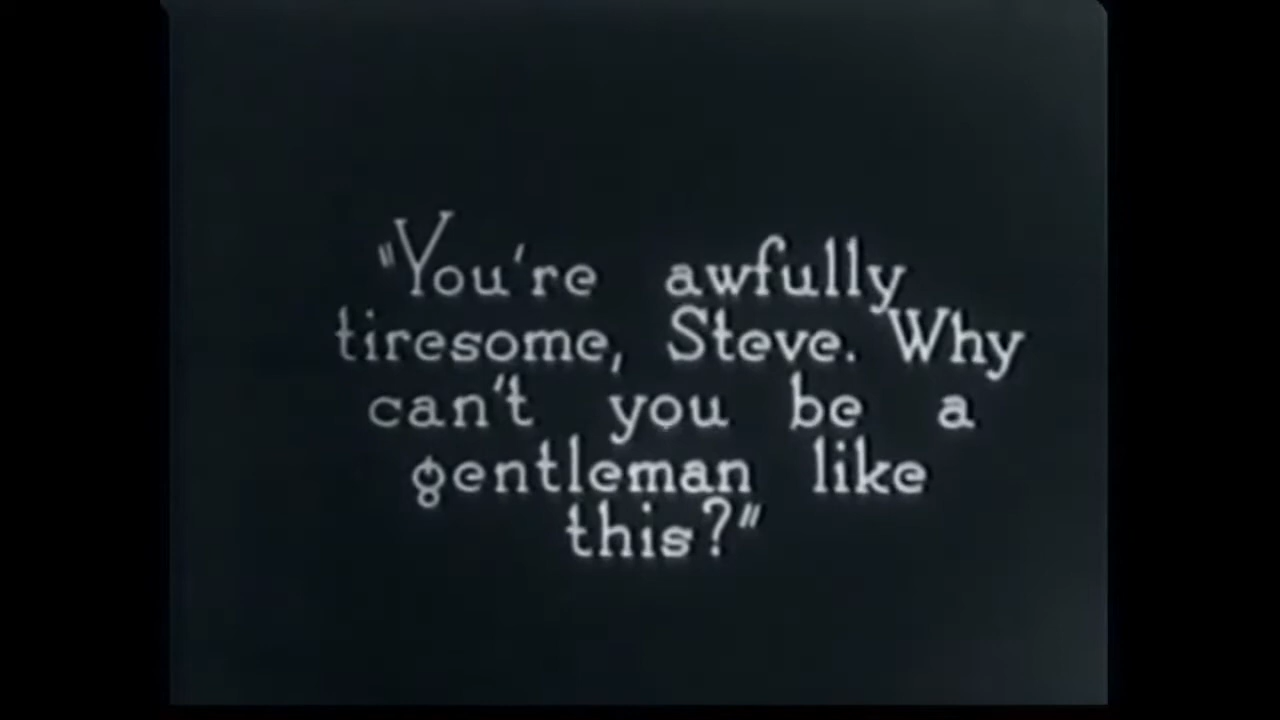 "You're awfully
tiresome, Steve. Why
can't you be a
gentleman like
this?"